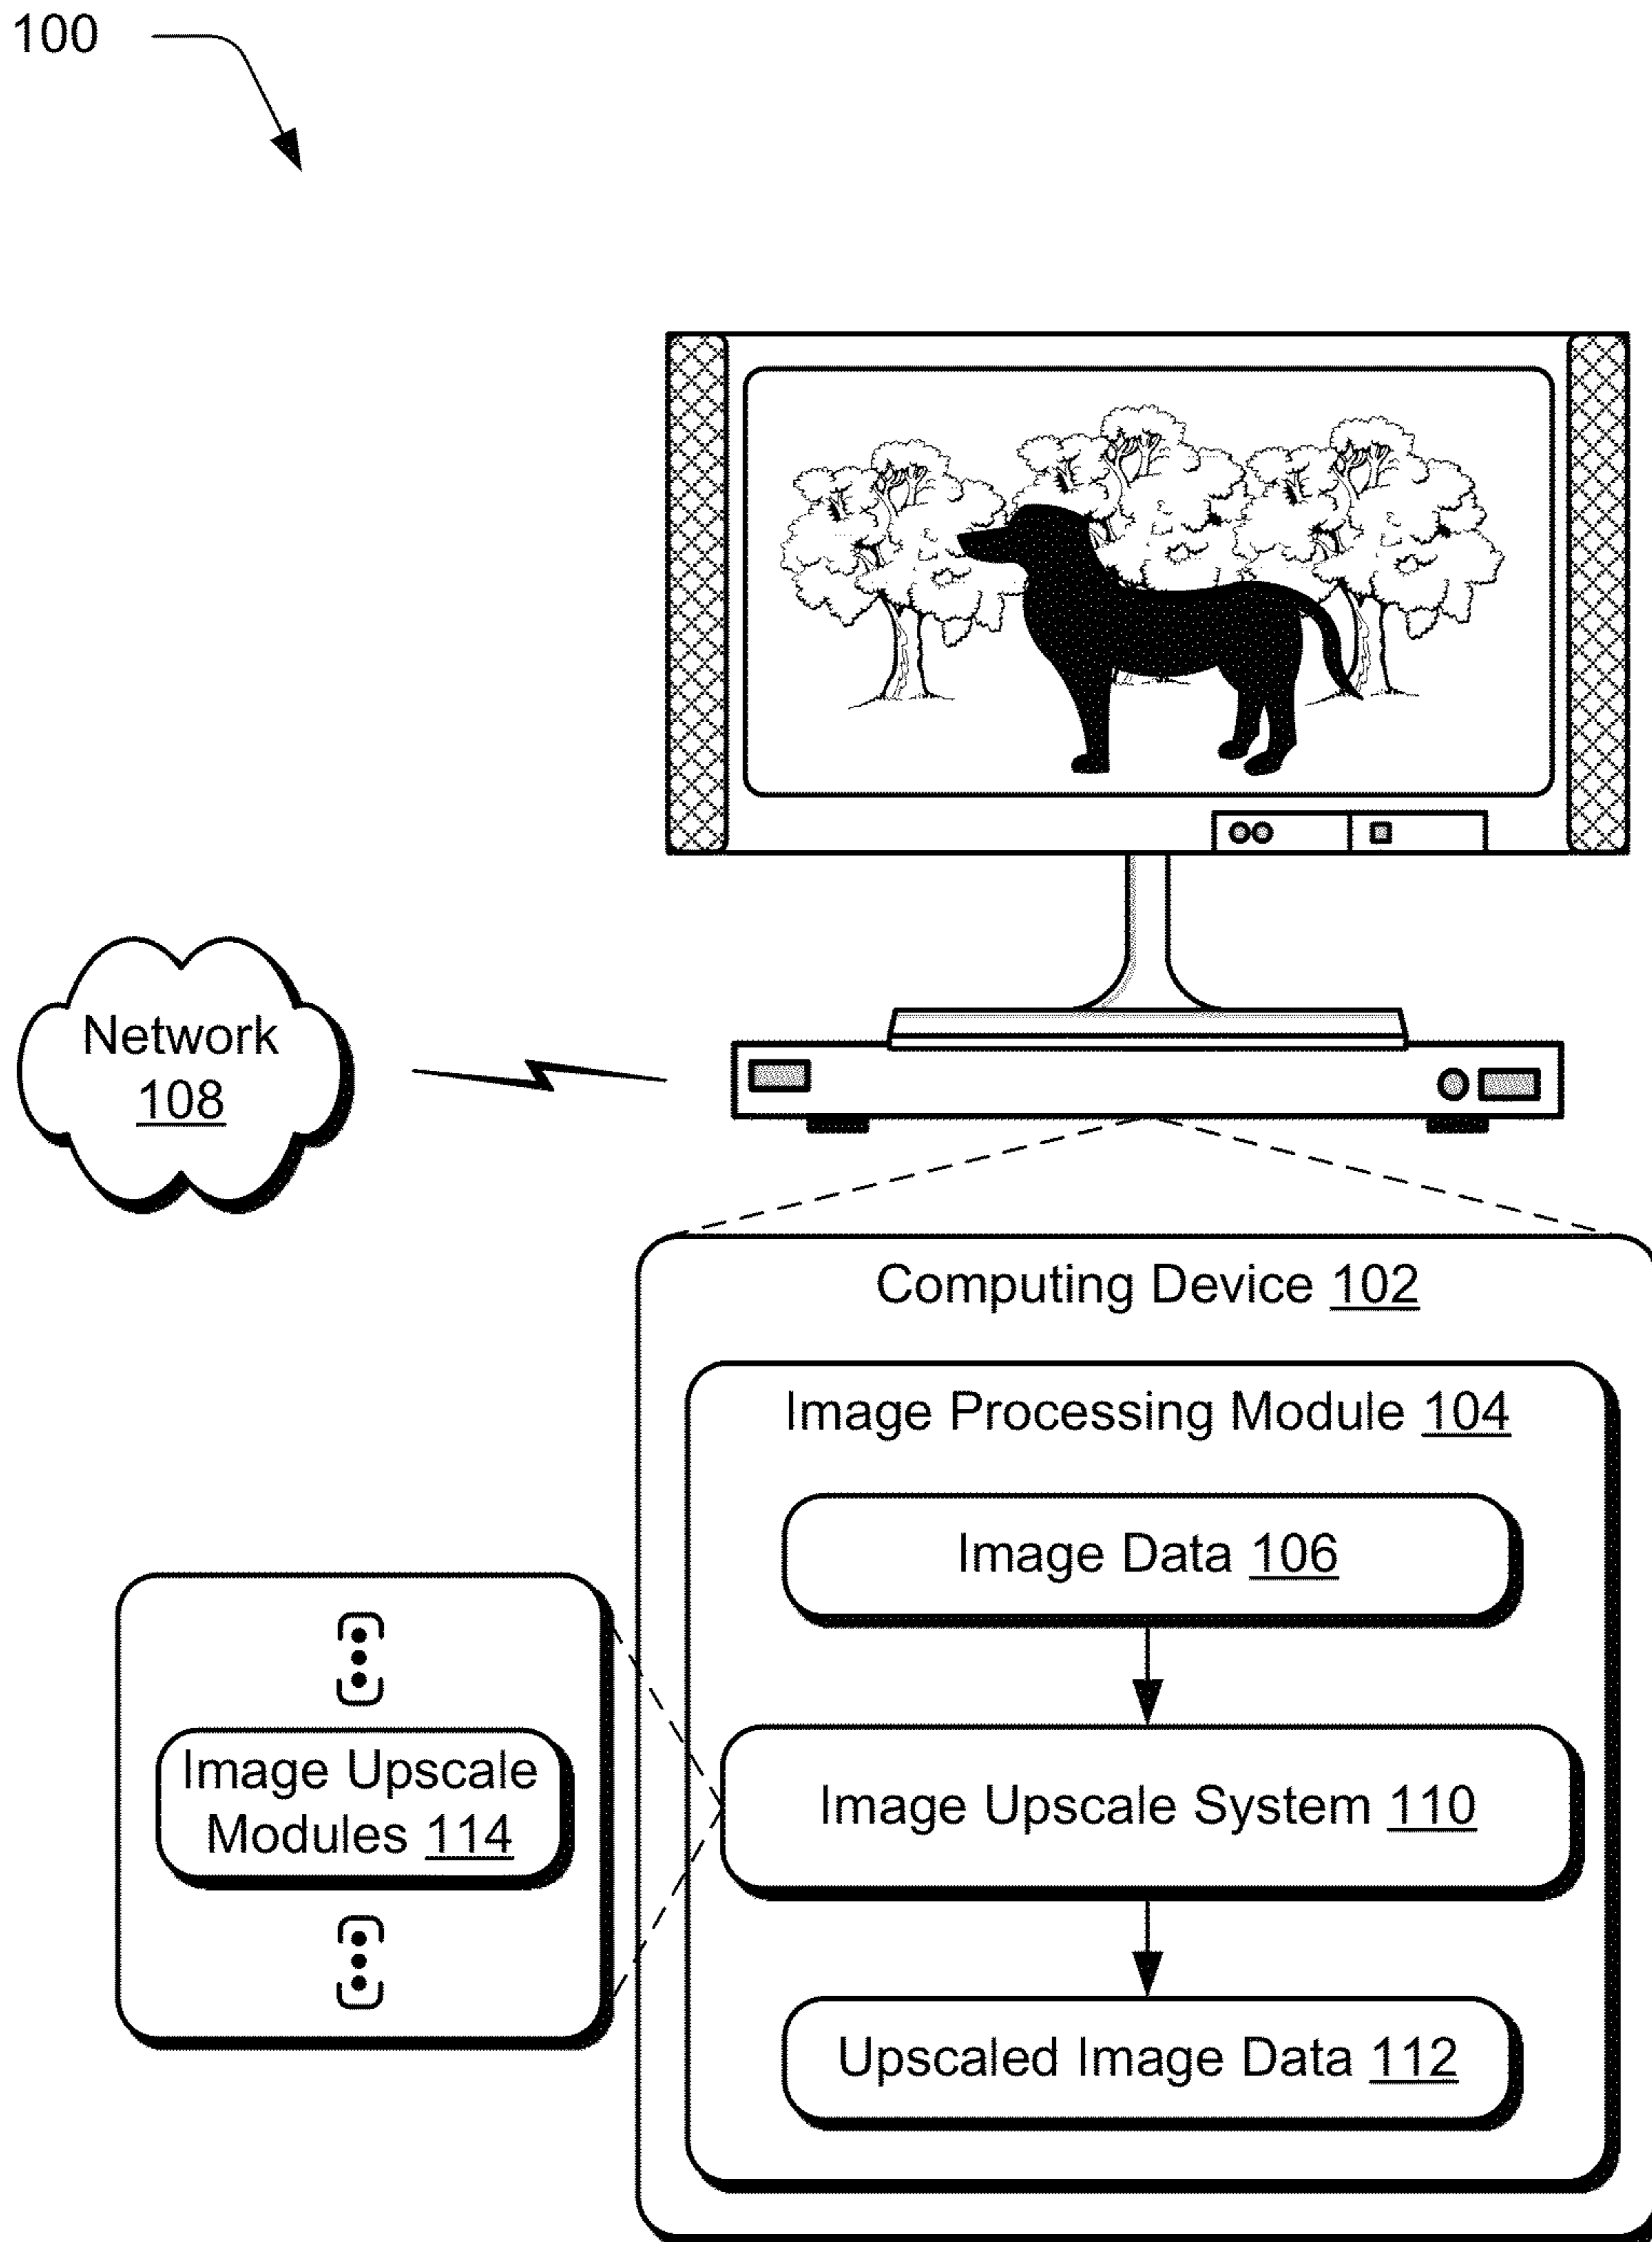 100
Network
108
Computing Device 102
Image Processing Module 104
Image Data 106
Image Upscale
Modules 114
Image Upscale System 110
Upscaled Image Data 112